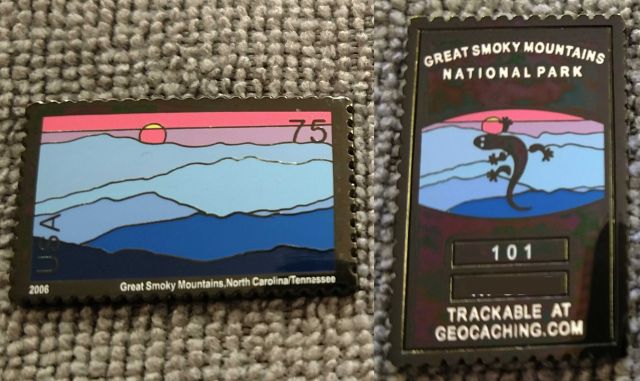 75
USA
2006
Great Smoky Mountains,North Carolina/Tennessee
GREAT SMOKY MOUNTAINS
NATIONAL PARK
101
TRACKABLE AT
GEOCACHING.COM